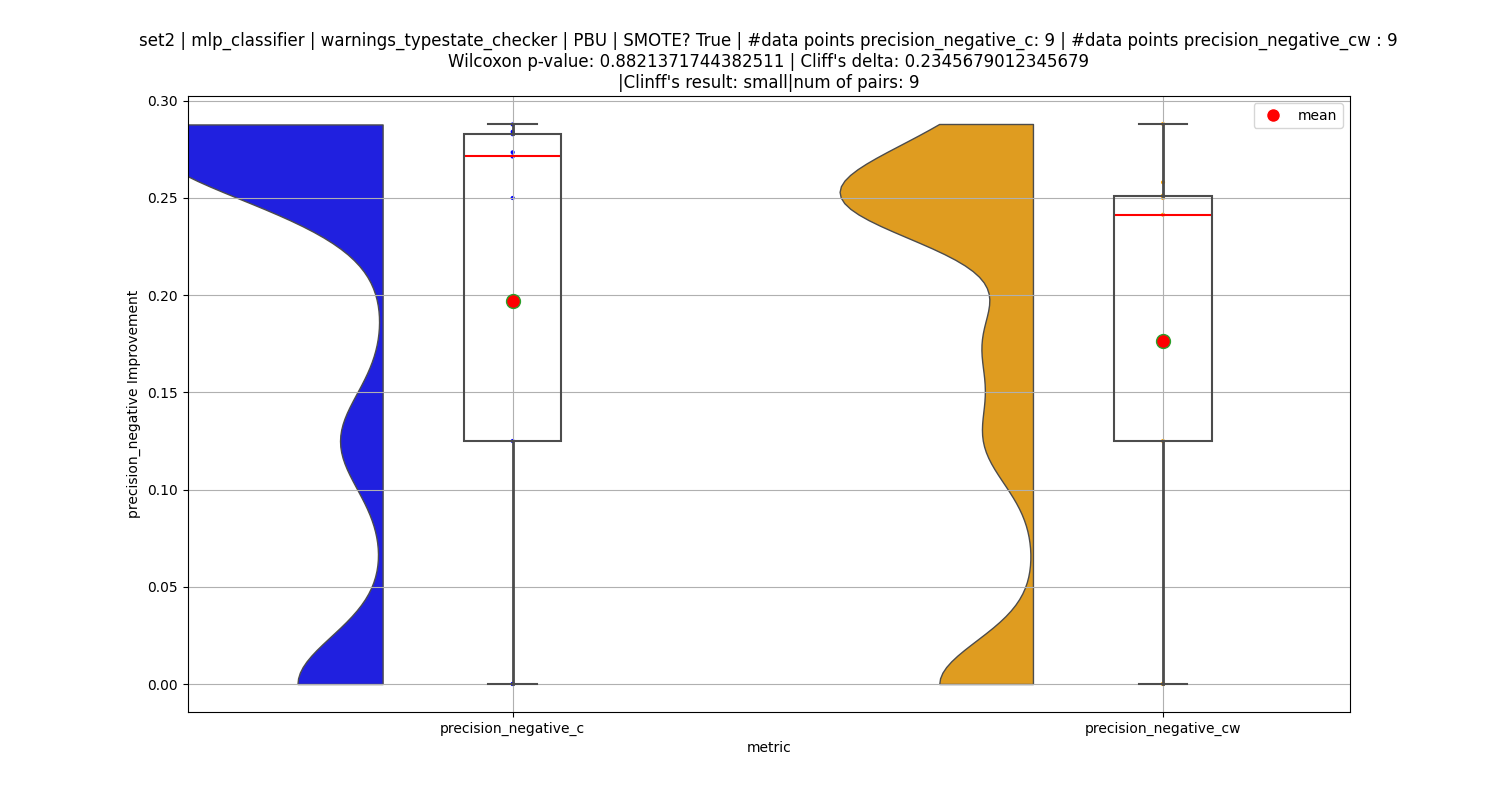 set2 | mlp_classifier | warnings_typestate_checker | PBU | SMOTE? True | #data points precision_negative_c: 9 | #data points precision_negative_cw : 9
Wilcoxon p-value: 0.8821371744382511 | Cliff's delta: 0.2345679012345679
|Clinff's result: small|num of pairs: 9
mean
0.30
0.25
0.20
0.15
0.10
0.05
0.00
precision_negative Improvement
precision_negative_c
precision_negative_cw
metric